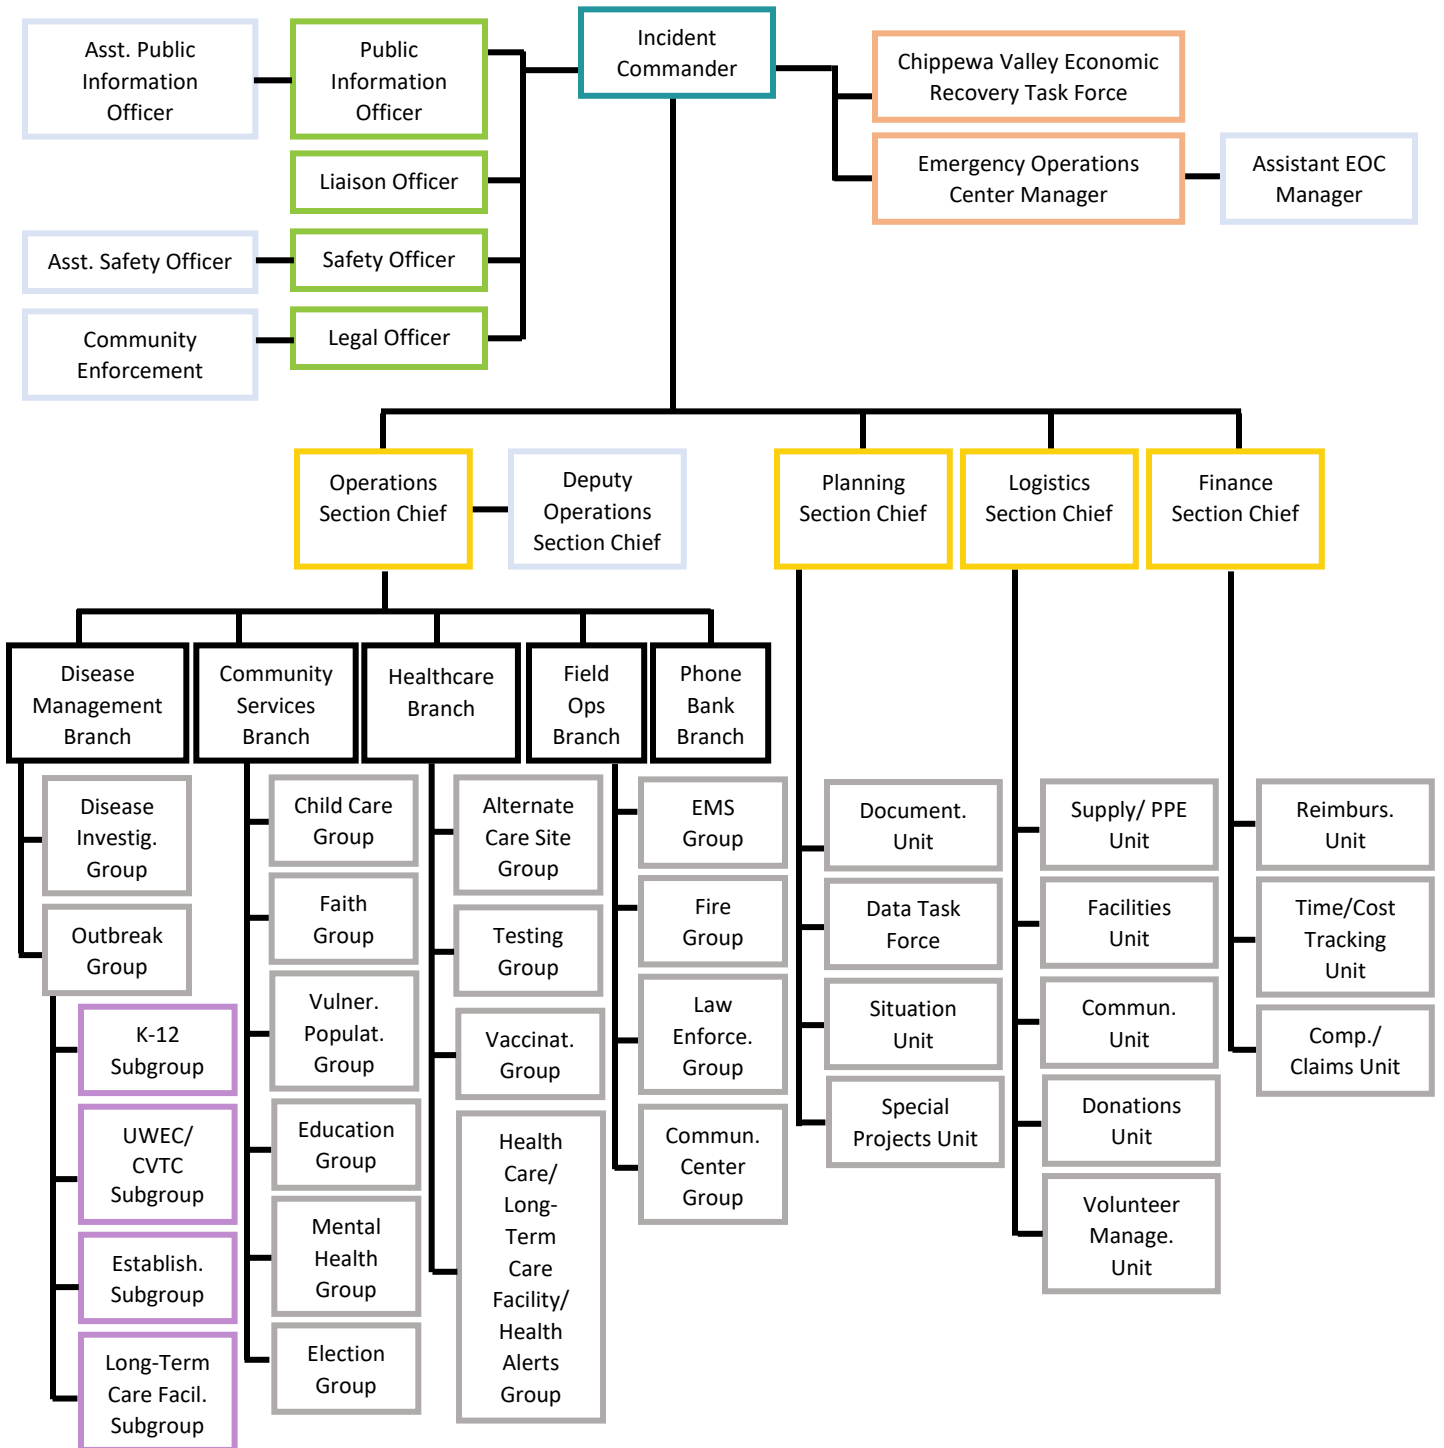 Asst. Public
Information
Officer
Public
Information
Officer
Incident
Commander
Chippewa Valley Economic
Recovery Task Force
Liaison Officer
Emergency Operations
Center Manager
Assistant EOC
Manager
Asst. Safety Officer
Safety Officer
Community
Enforcement
Legal Officer
Operations
Section Chief
Deputy
Operations
Section Chief
Planning
Section Chief
Logistics
Section Chief
Finance
Section Chief
Disease
Management
Branch
Community
Services
Branch
Healthcare
Branch
Field
Ops
Branch
Phone
Bank
Branch
Disease
Investig.
Group
Outbreak
Group
K-12
Subgroup
UWEC/
CVTC
Subgroup
Establish.
Subgroup
Long-Term
Care Facil.
Subgroup
Child Care
Group
Faith
Group
Vulner.
Populat.
Group
Education
Group
Mental
Health
Group
Election
Group
Alternate
Care Site
Group
Testing
Group
Vaccinat.
Group
Health
Care/
Long-
Term
Care
Facility/
Health
Alerts
Group
EMS
Group
Fire
Group
Law
Enforce.
Group
Commun.
Center
Group
Document.
Unit
Data Task
Force
Situation
Unit
Special
Projects Unit
Supply/ PPE
Unit
Facilities
Unit
Commun.
Unit
Donations
Unit
Volunteer
Manage.
Unit
Reimburs.
Unit
Time/Cost
Tracking
Unit
Comp./
Claims Unit